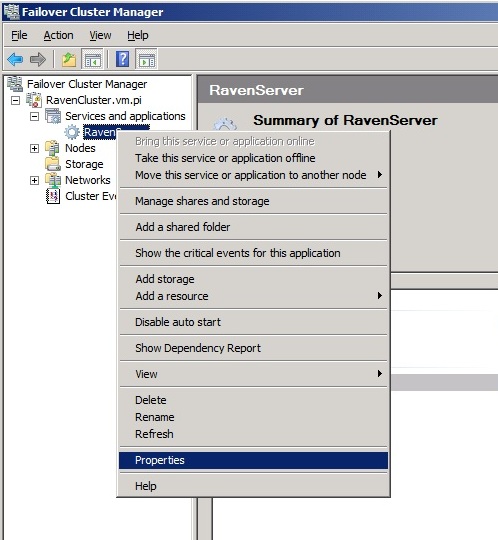 Failover Cluster Manager
File Action View Help
Failover Cluster Manager
RavenCluster.vm.pi
Services and applications
Nodes
Storage
Networks
RavenServer
Summary of RavenServer
Bring this service or application online
Take this service or application offline
Move this service or application to another node
Manage shares and storage
Add a shared folder
Show the critical events for this application
Add storage
Add a resource
Disable auto start
Show Dependency Report
View
Delete
Rename
Refresh
Properties
Help